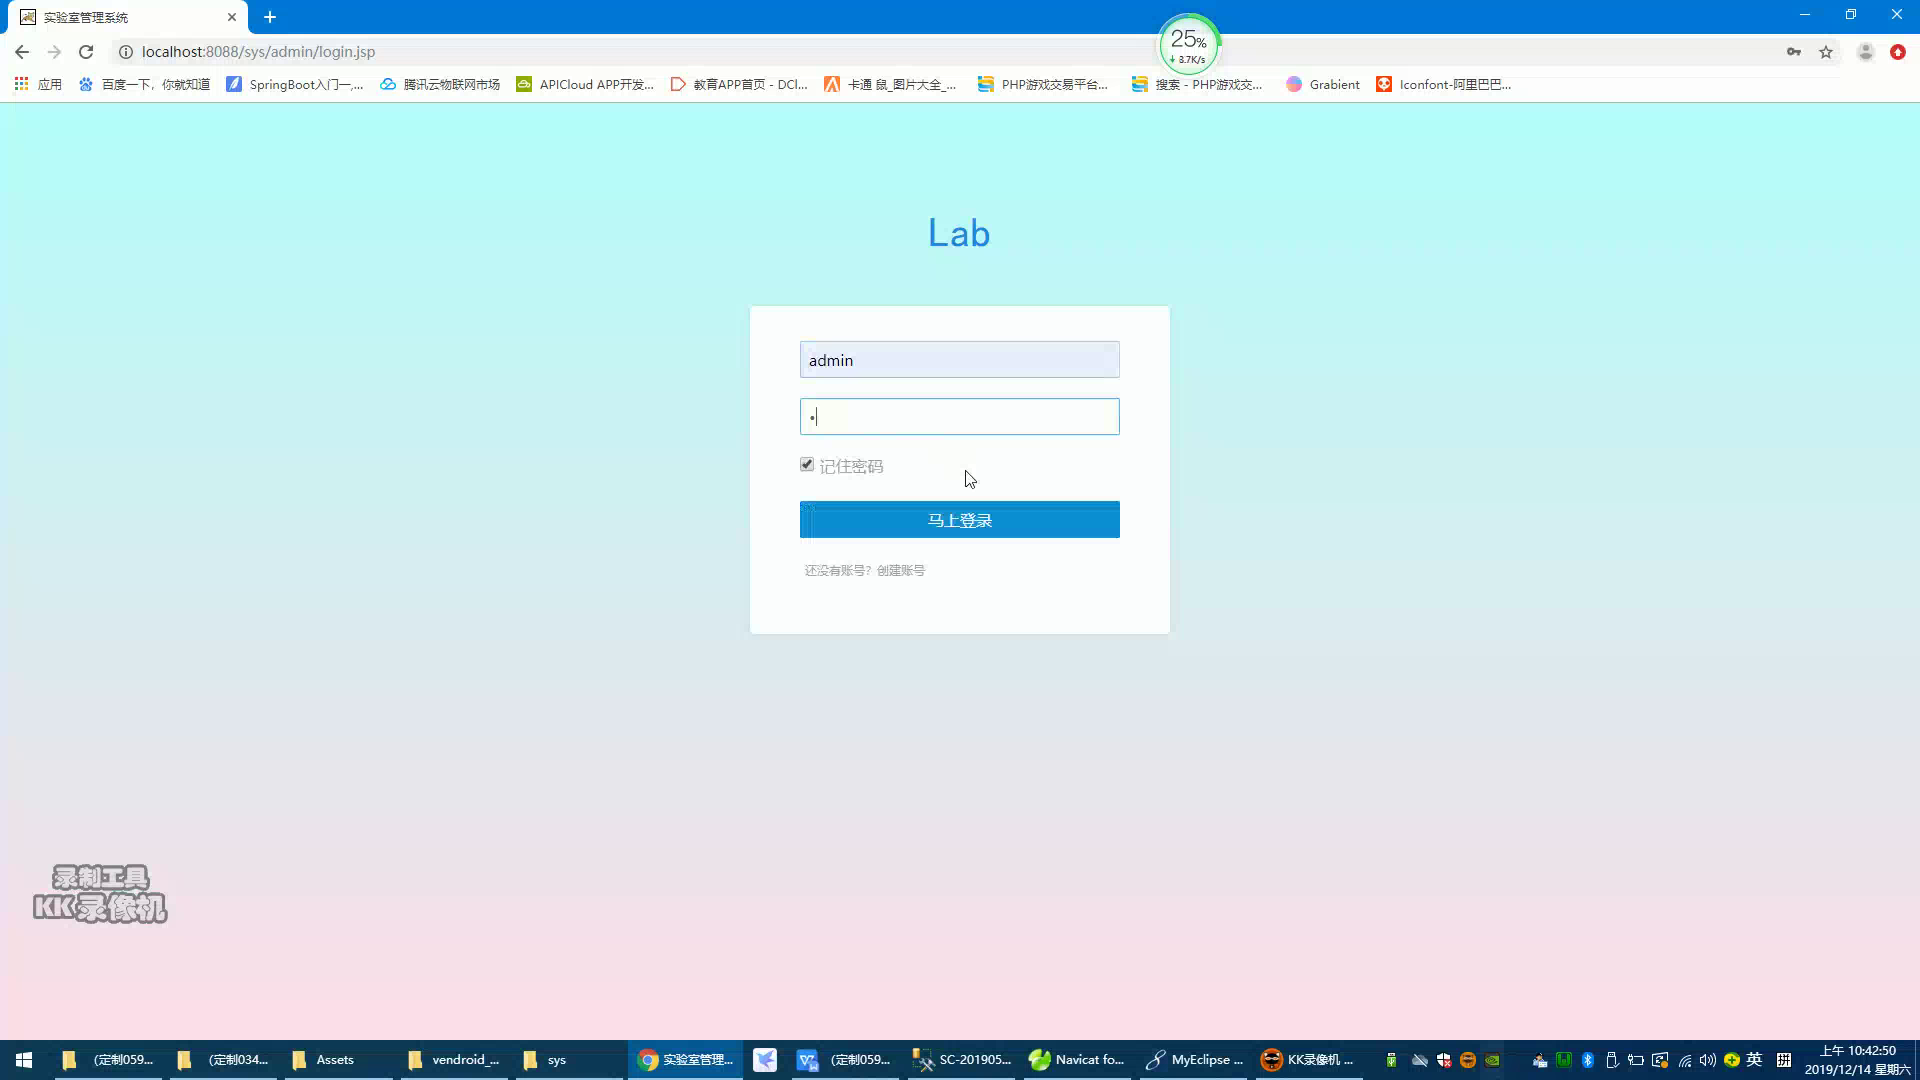 实验室管理系统
localhost:8088/sys/admin/login.jsp
25%
3.7K/s
应用 百度一下，你就知道 SpringBoot入门一,... 腾讯云物联网市场 APICloud APP开发... 教育APP首页 - DCl... 卡通 鼠_图片大全_... PHP游戏交易平台... 搜索 - PHP游戏交... Grabient Iconfont-阿里巴巴...
Lab
admin
记住密码
马上登录
还没有账号? 创建账号
录制工具
KK录像机
(定制059... (定制034... Assets vendroid_... sys 实验室管理... (定制059... SC-201905... Navicat fo... MyEclipse ... KK录像机 ... 英 拼
上午 10:42:50
2019/12/14 星期六